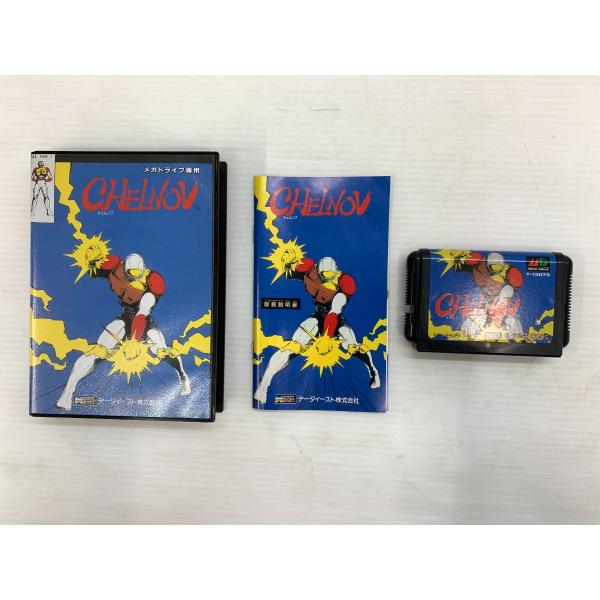 メガドライブ専用
CHELNOV
チェルノブ
データイースト株式会社
CHELNOV
チェルノブ
取扱説明書
データイースト株式会社
T-13073
CHELNOV